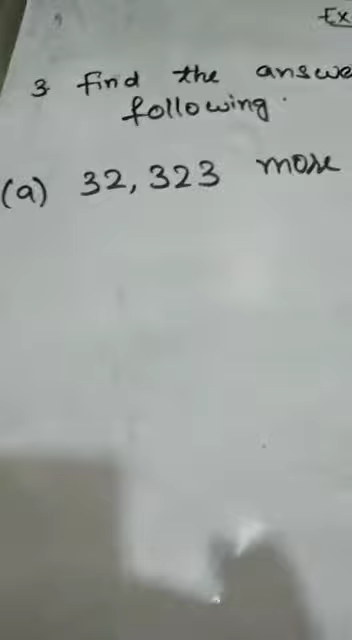 Ex
3 find the answe
following.
(a) 32,323 more